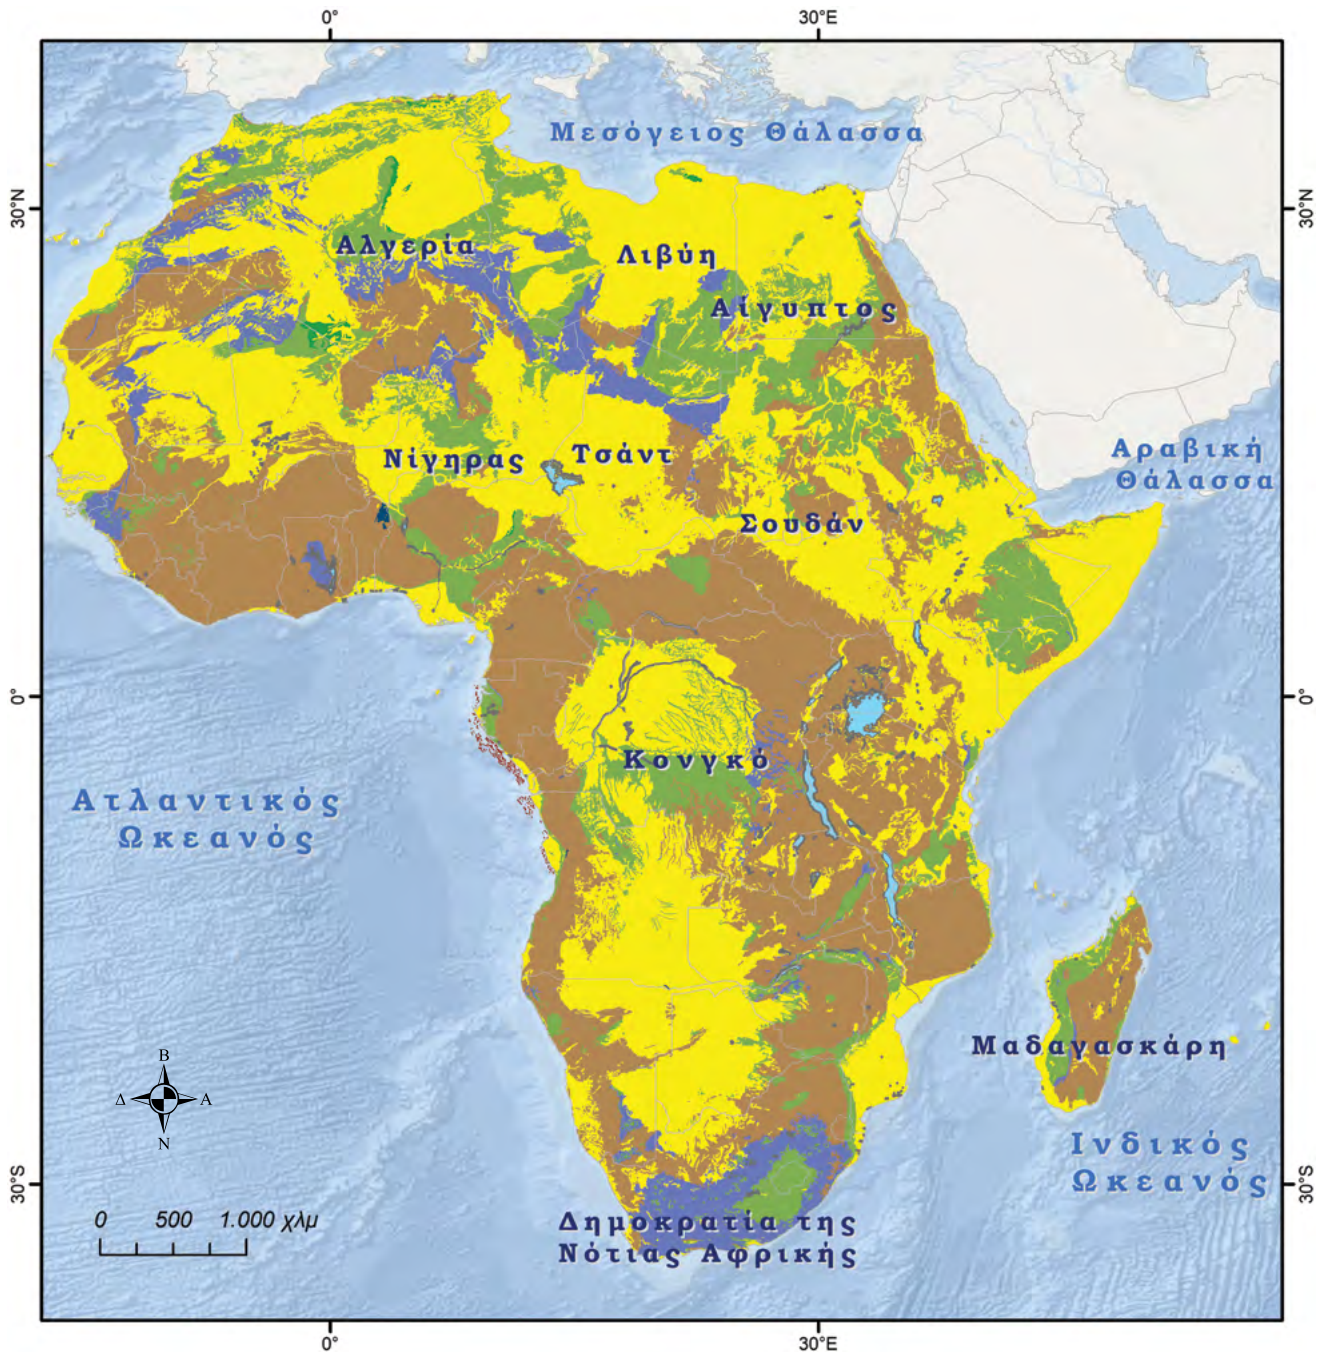 0°
30°E
30°N
30°N
Μεσόγειος Θάλασσα
Αλγερία
Λιβύη
Αίγυπτος
Αραβική
Θάλασσα
Νίγηρας
Τσάντ
Σουδάν
0°
0°
Κονγκό
Ατλαντικός
Ωκεανός
Μαδαγασκάρη
Β
Δ
Α
Ν
Ινδικός
Ωκεανός
30°S
30°S
0 500 1.000 χλμ
Δημοκρατία της
Νότιας Αφρικής
0°
30°E